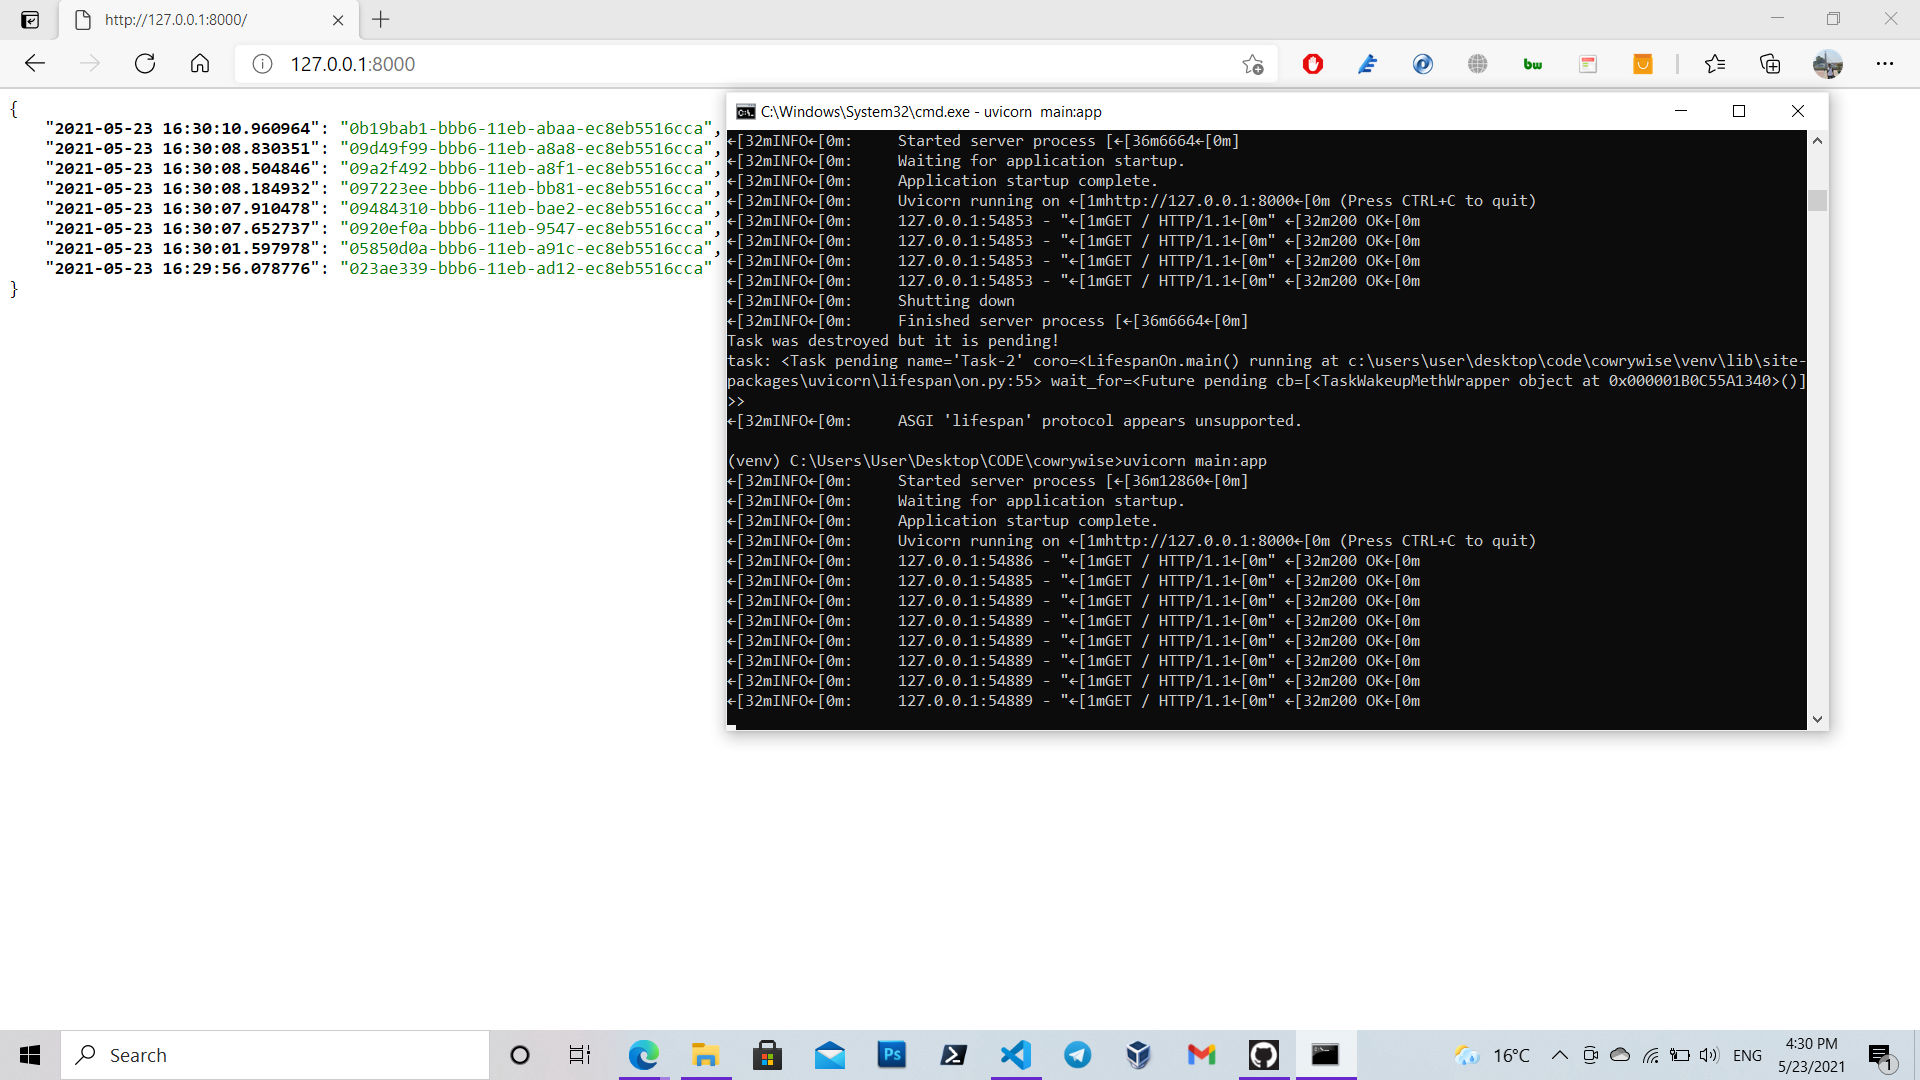 http://127.0.0.1:8000/
127.0.0.1:8000
{
"2021-05-23 16:30:10.960964": "0b19bab1-bbb6-11eb-abaa-ec8eb5516cca",
"2021-05-23 16:30:08.830351": "09d49f99-bbb6-11eb-a8a8-ec8eb5516cca",
"2021-05-23 16:30:08.504846": "09a2f492-bbb6-11eb-a8f1-ec8eb5516cca",
"2021-05-23 16:30:08.184932": "097223ee-bbb6-11eb-bb81-ec8eb5516cca",
"2021-05-23 16:30:07.910478": "09484310-bbb6-11eb-bae2-ec8eb5516cca",
"2021-05-23 16:30:07.652737": "0920ef0a-bbb6-11eb-9547-ec8eb5516cca",
"2021-05-23 16:30:01.597978": "05850d0a-bbb6-11eb-a91c-ec8eb5516cca",
"2021-05-23 16:29:56.078776": "023ae339-bbb6-11eb-ad12-ec8eb5516cca"
}
bw
C:\Windows\System32\cmd.exe - uvicorn  main:app
←[32mINFO←[0m:     Started server process [←[36m6664←[0m]
←[32mINFO←[0m:     Waiting for application startup.
←[32mINFO←[0m:     Application startup complete.
←[32mINFO←[0m:     Uvicorn running on ←[1mhttp://127.0.0.1:8000←[0m (Press CTRL+C to quit)
←[32mINFO←[0m:     127.0.0.1:54853 - "←[1mGET / HTTP/1.1←[0m" ←[32m200 OK←[0m
←[32mINFO←[0m:     127.0.0.1:54853 - "←[1mGET / HTTP/1.1←[0m" ←[32m200 OK←[0m
←[32mINFO←[0m:     127.0.0.1:54853 - "←[1mGET / HTTP/1.1←[0m" ←[32m200 OK←[0m
←[32mINFO←[0m:     127.0.0.1:54853 - "←[1mGET / HTTP/1.1←[0m" ←[32m200 OK←[0m
←[32mINFO←[0m:     Shutting down
←[32mINFO←[0m:     Finished server process [←[36m6664←[0m]
Task was destroyed but it is pending!
task: <Task pending name='Task-2' coro=<LifespanOn.main() running at c:\users\user\desktop\code\cowrywise\venv\lib\site-
packages\uvicorn\lifespan\on.py:55> wait_for=<Future pending cb=[<TaskWakeupMethWrapper object at 0x000001B0C55A1340>()]
>>
←[32mINFO←[0m:     ASGI 'lifespan' protocol appears unsupported.
(venv) C:\Users\User\Desktop\CODE\cowrywise>uvicorn main:app
←[32mINFO←[0m:     Started server process [←[36m12860←[0m]
←[32mINFO←[0m:     Waiting for application startup.
←[32mINFO←[0m:     Application startup complete.
←[32mINFO←[0m:     Uvicorn running on ←[1mhttp://127.0.0.1:8000←[0m (Press CTRL+C to quit)
←[32mINFO←[0m:     127.0.0.1:54886 - "←[1mGET / HTTP/1.1←[0m" ←[32m200 OK←[0m
←[32mINFO←[0m:     127.0.0.1:54885 - "←[1mGET / HTTP/1.1←[0m" ←[32m200 OK←[0m
←[32mINFO←[0m:     127.0.0.1:54889 - "←[1mGET / HTTP/1.1←[0m" ←[32m200 OK←[0m
←[32mINFO←[0m:     127.0.0.1:54889 - "←[1mGET / HTTP/1.1←[0m" ←[32m200 OK←[0m
←[32mINFO←[0m:     127.0.0.1:54889 - "←[1mGET / HTTP/1.1←[0m" ←[32m200 OK←[0m
←[32mINFO←[0m:     127.0.0.1:54889 - "←[1mGET / HTTP/1.1←[0m" ←[32m200 OK←[0m
←[32mINFO←[0m:     127.0.0.1:54889 - "←[1mGET / HTTP/1.1←[0m" ←[32m200 OK←[0m
←[32mINFO←[0m:     127.0.0.1:54889 - "←[1mGET / HTTP/1.1←[0m" ←[32m200 OK←[0m
Search
Ps
16°C
ENG
4:30 PM
5/23/2021
1